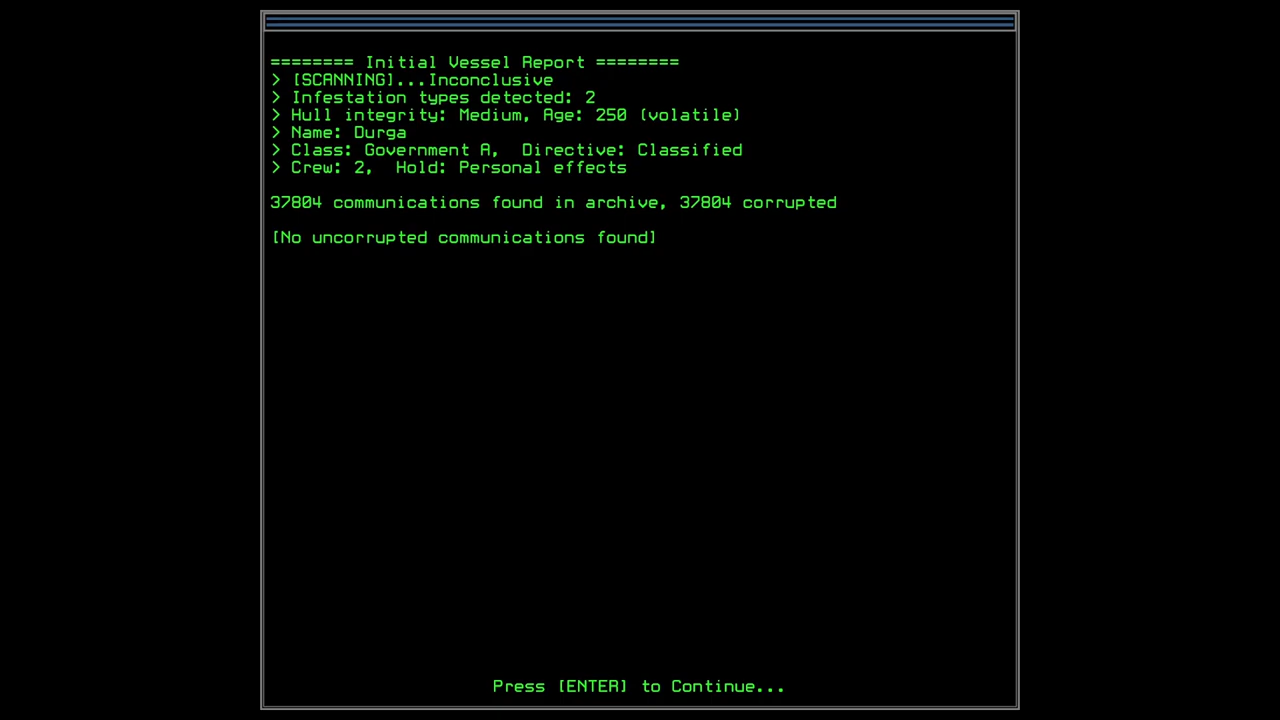 ======== Initial Vessel Report ========
> [SCANNING]...Inconclusive
> Infestation types detected: 2
> Hull integrity: Medium, Age: 250 (volatile)
> Name: Durga
> Class: Government A,  Directive: Classified
> Crew: 2,  Hold: Personal effects
37804 communications found in archive, 37804 corrupted
[No uncorrupted communications found]
Press [ENTER] to Continue...